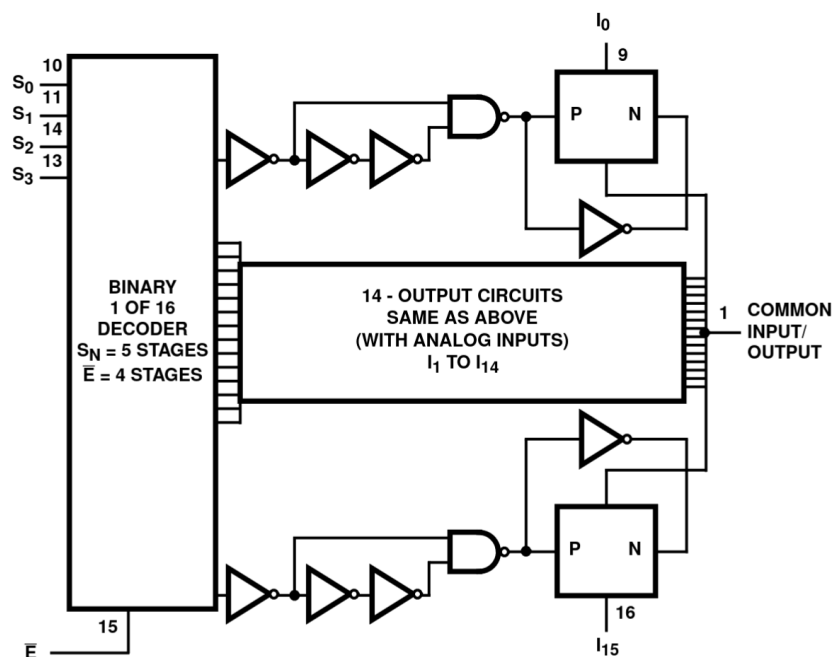 I0
9
10
S0
11
S1
14
S2
13
S3
P N
BINARY
1 OF 16
DECODER
SN = 5 STAGES
E̅ = 4 STAGES
14 - OUTPUT CIRCUITS
SAME AS ABOVE
(WITH ANALOG INPUTS)
I1 TO I14
1
COMMON
INPUT/
OUTPUT
P N
15
16
E̅
I15